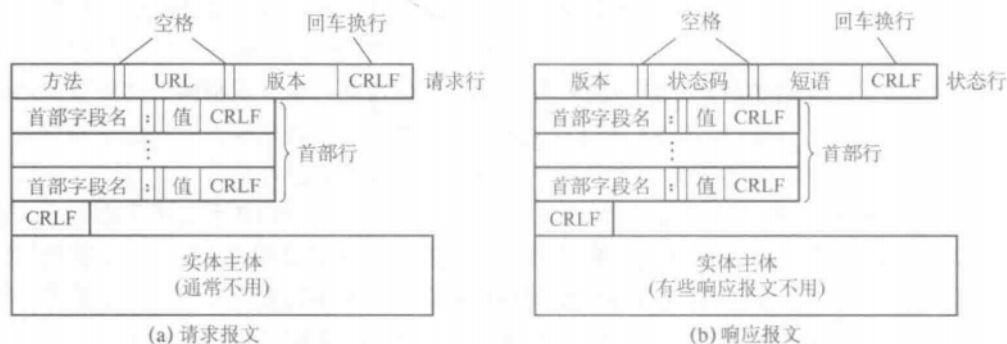 空格 回车换行 空格 回车换行
方法 URL 版本 CRLF 请求行 版本 状态码 短语 CRLF 状态行
首部字段名 : 值 CRLF 首部字段名 : 值 CRLF
⋮ 首部行 ⋮ 首部行
首部字段名 : 值 CRLF 首部字段名 : 值 CRLF
CRLF CRLF
实体主体 实体主体
(通常不用) (有些响应报文不用)
(a) 请求报文 (b) 响应报文